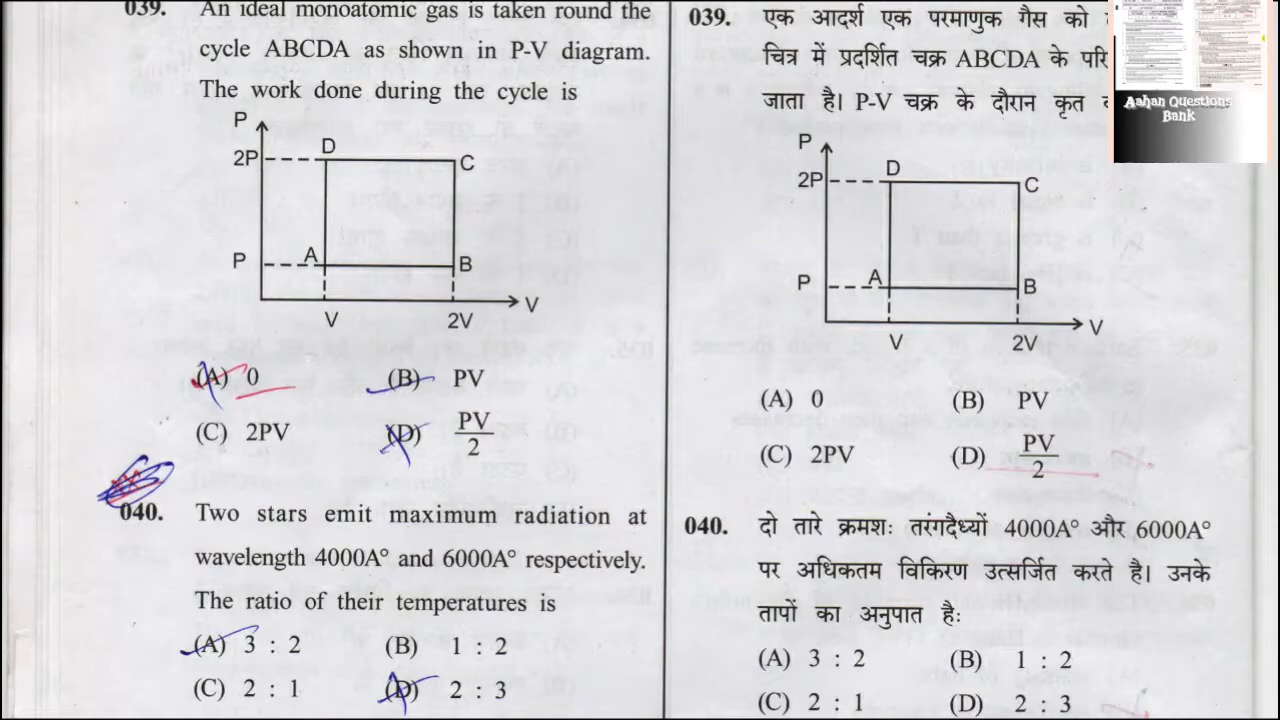 039. An ideal monoatomic gas is taken round the
cycle ABCDA as shown in P-V diagram.
The work done during the cycle is
P
2P
D
C
P
A
B
V
V
2V
(A) 0
(B) PV
(C) 2PV
(D) PV
2
040. Two stars emit maximum radiation at
wavelength 4000A° and 6000A° respectively.
The ratio of their temperatures is
(A) 3 : 2
(B) 1 : 2
(C) 2 : 1
(D) 2 : 3
039. एक आदर्श एक परमाणुक गैस को
चित्र में प्रदर्शित चक्र ABCDA के परि
जाता है। P-V चक्र के दौरान कृत
P
2P
D
C
P
A
B
V
V
2V
(A) 0
(B) PV
(C) 2PV
(D) PV
2
040. दो तारे क्रमशः तरंगदैध्यों 4000A° और 6000A°
पर अधिकतम विकिरण उत्सर्जित करते है। उनके
तापों का अनुपात है:
(A) 3 : 2
(B) 1 : 2
(C) 2 : 1
(D) 2 : 3
Aahan Questions
Bank